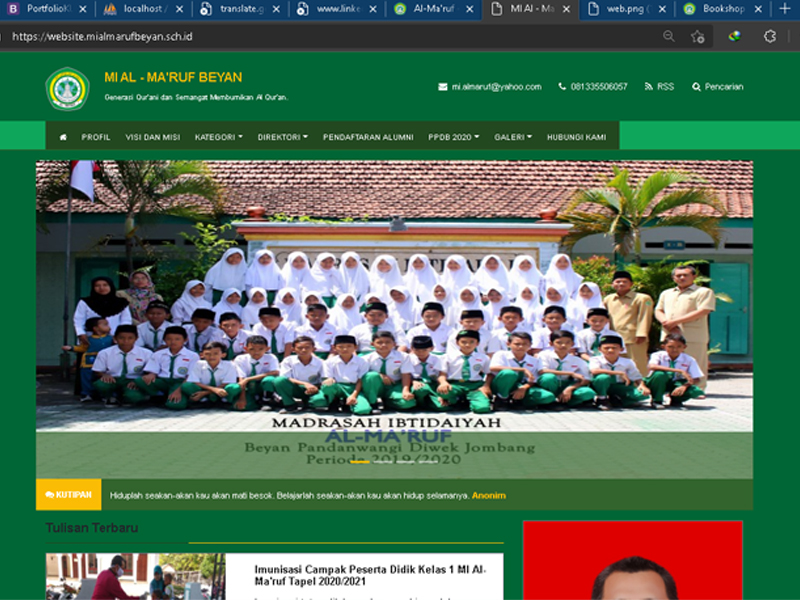 PortfolioK
localhost /
translate.g
www.linke
Al-Ma'ruf
MI Al - Ma
web.png (
Bookshop
https://website.mialmarufbeyan.sch.id
MI AL - MA'RUF BEYAN
Generasi Qur'ani dan Semangat Membumikan Al Qur'an.
mi.almaruf@yahoo.com
081335506057
RSS
Pencarian
PROFIL
VISI DAN MISI
KATEGORI
DIREKTORI
PENDAFTARAN ALUMNI
PPDB 2020
GALERI
HUBUNGI KAMI
MADRASAH IBTIDAIYAH
AL-MA'RUF
Beyan Pandanwangi Diwek Jombang
Periode 2019/2020
KUTIPAN
Hiduplah seakan-akan kau akan mati besok. Belajarlah seakan-akan kau akan hidup selamanya. Anonim
Tulisan Terbaru
Imunisasi Campak Peserta Didik Kelas 1 MI Al-
Ma'ruf Tapel 2020/2021